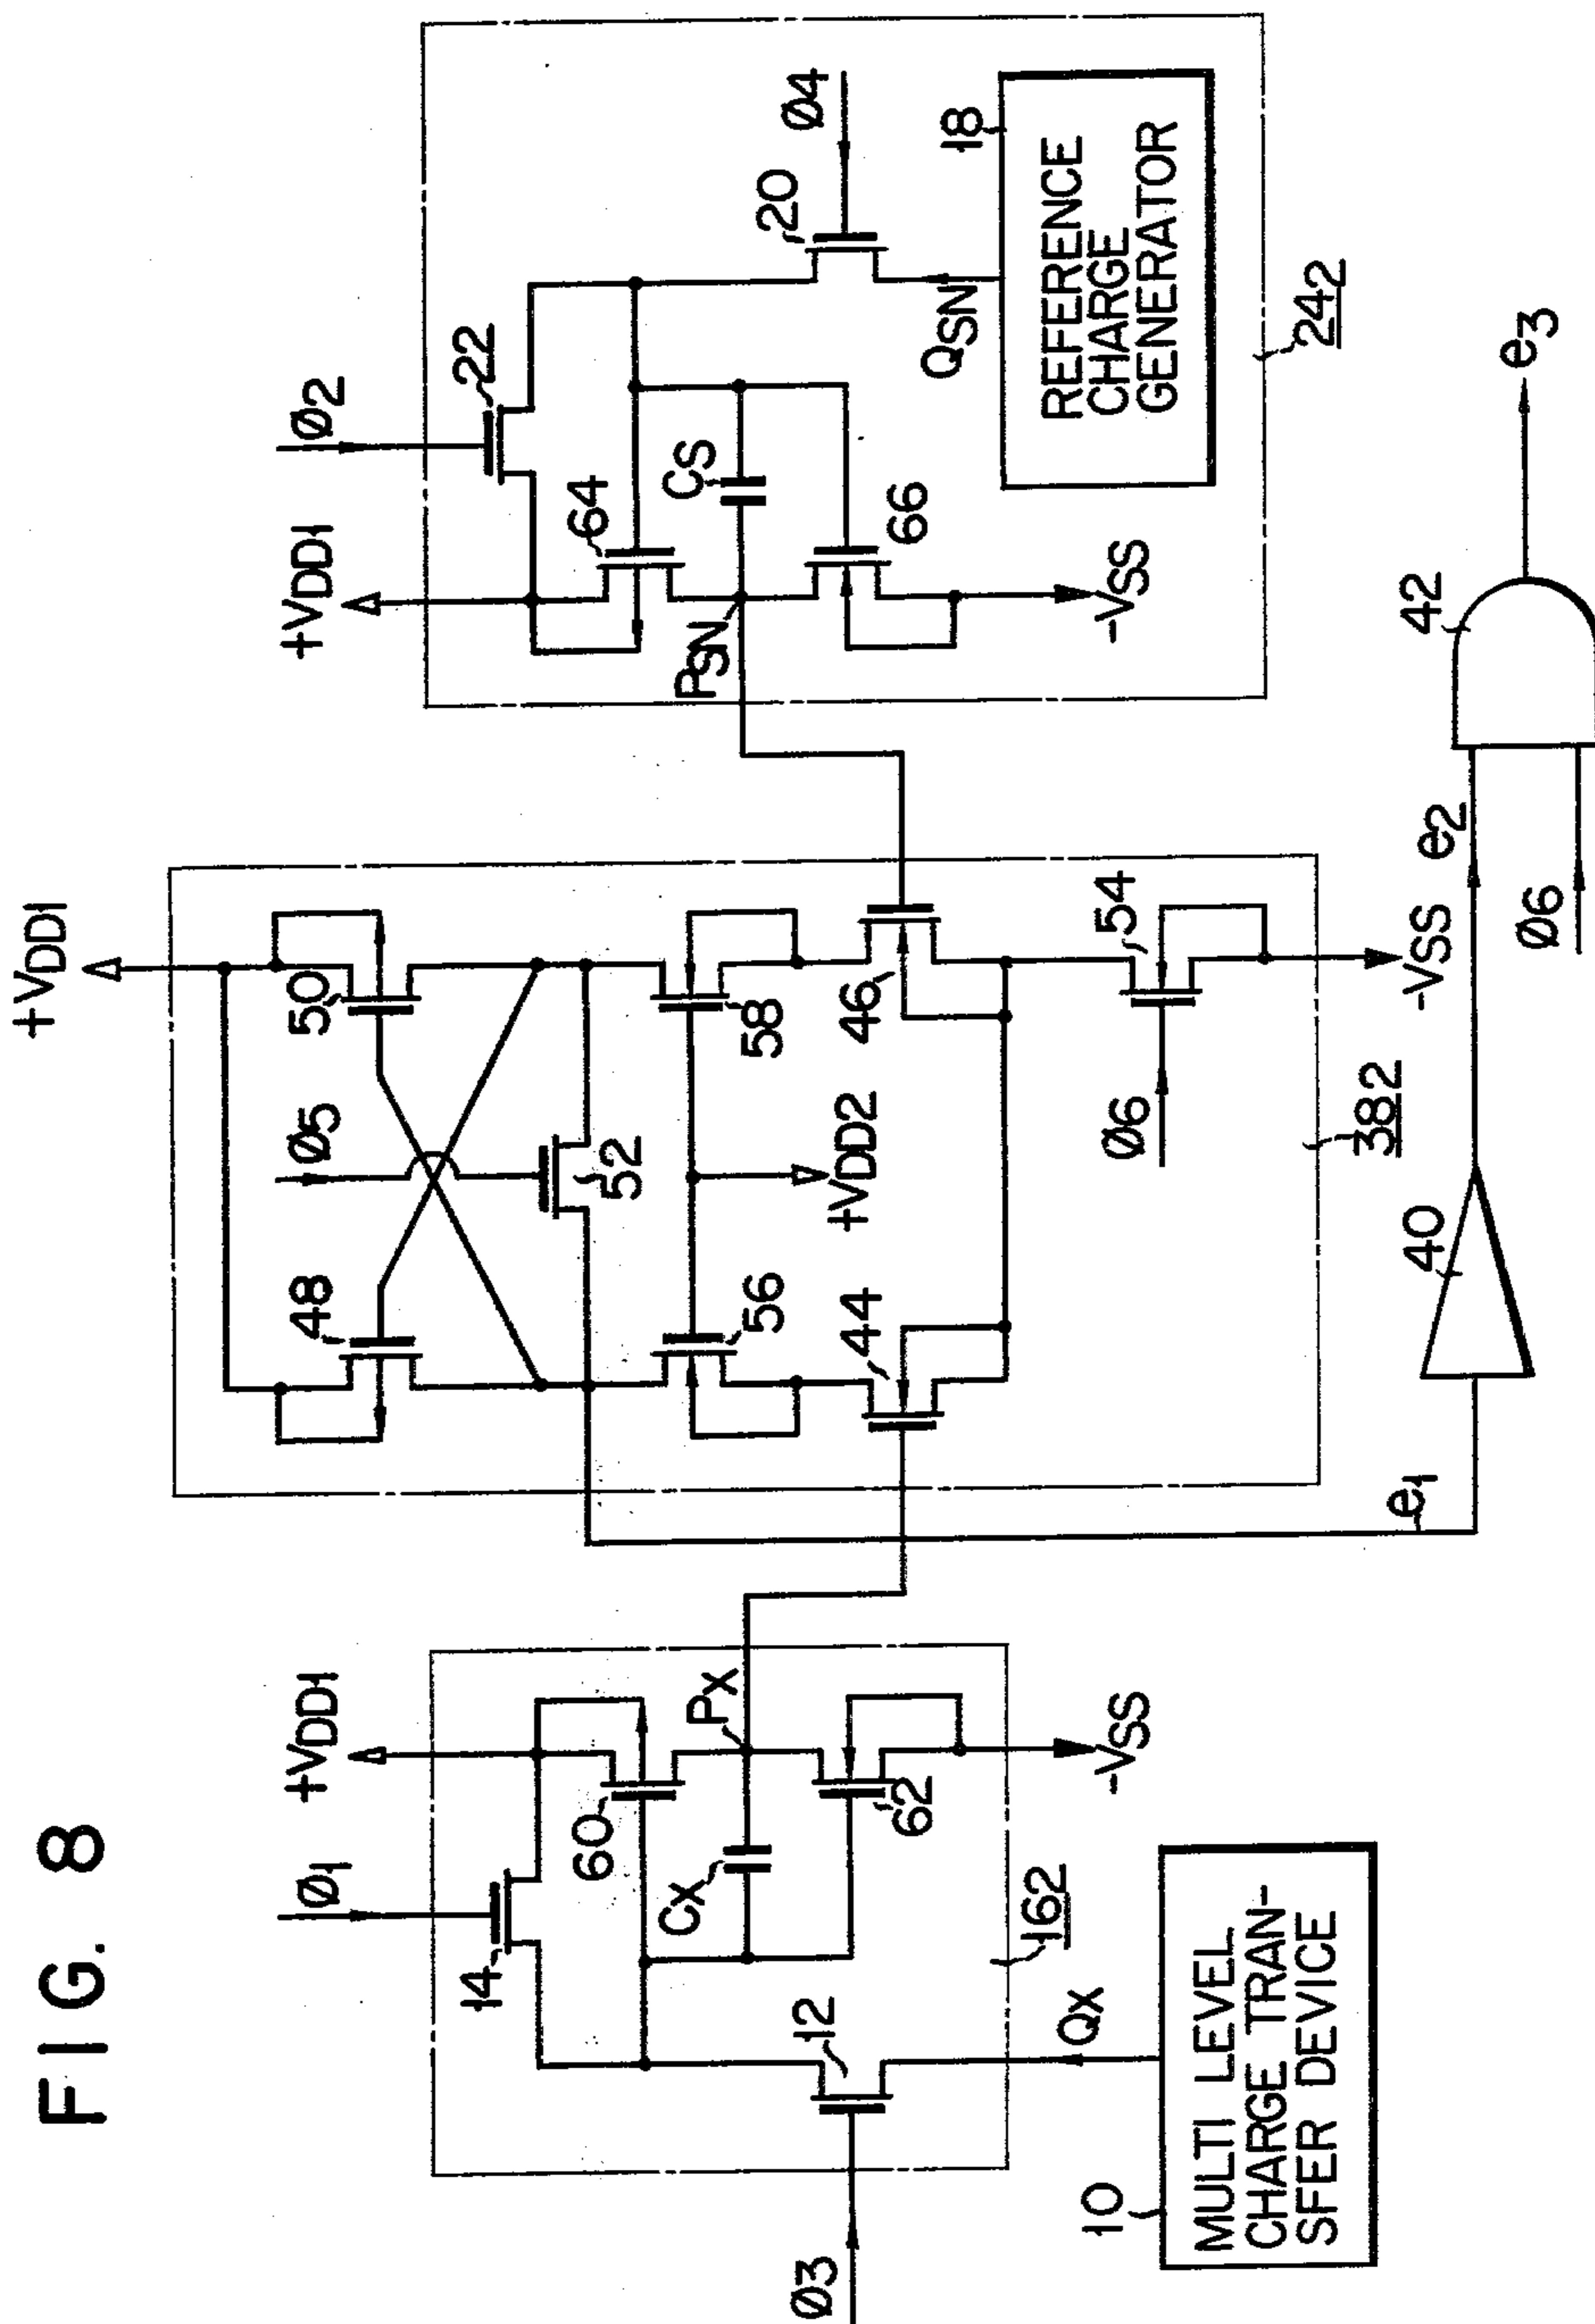 FIG. 8
+VDD1
+VDD1
+VDD1
Ø1
Ø5
Ø2
14
48
50
22
60
52
64
CX
PX
56
58
PSN
CS
+VDD2
Ø3
12
62
44
46
66
20
Ø4
162
Ø6
54
QX
-VSS
-VSS
-VSS
QSN
18
10
MULTI LEVEL
CHARGE TRAN-
SFER DEVICE
REFERENCE
CHARGE
GENERATOR
382
242
e1
40
e2
42
e3
Ø6